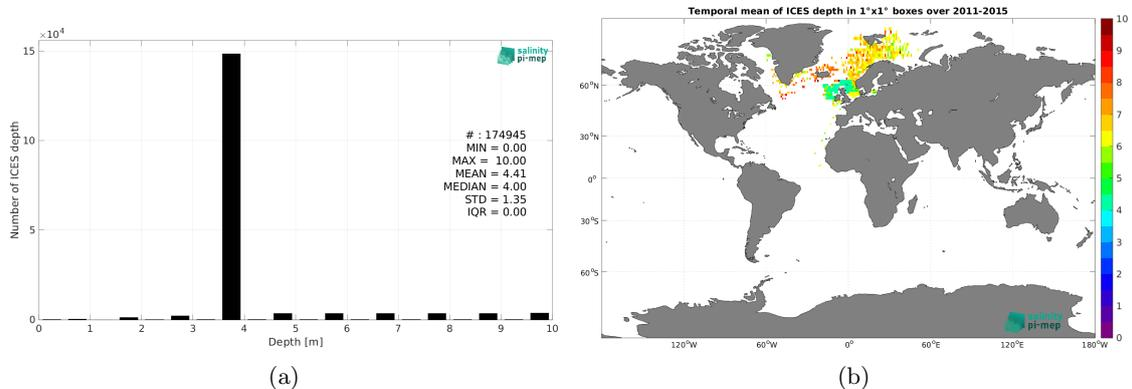 ×10⁴
15
10
5
0
Number of ICES depth
salinity
pi-mep
# : 174945
MIN = 0.00
MAX = 10.00
MEAN = 4.41
MEDIAN = 4.00
STD = 1.35
IQR = 0.00
0 1 2 3 4 5 6 7 8 9 10
Depth [m]
(a)
Temporal mean of ICES depth in 1°x1° boxes over 2011-2015
60°N
30°N
0°
30°S
60°S
120°W 60°W 0° 60°E 120°E 180°W
salinity
pi-mep
10
9
8
7
6
5
4
3
2
1
0
(b)